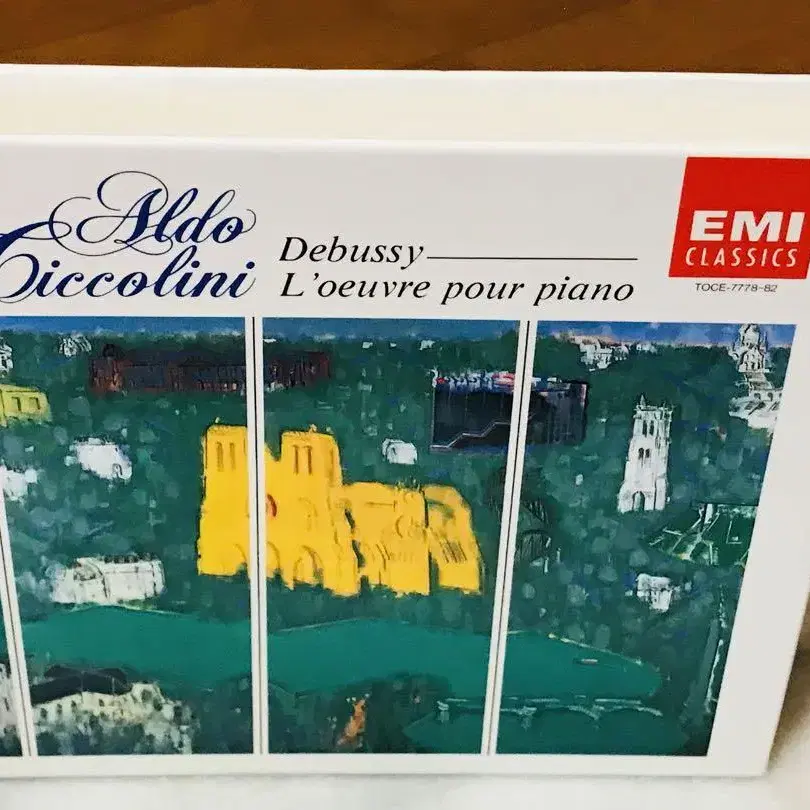 Aldo
Ciccolini
Debussy
L'oeuvre pour piano
EMI
CLASSICS
TOCE-7778~82